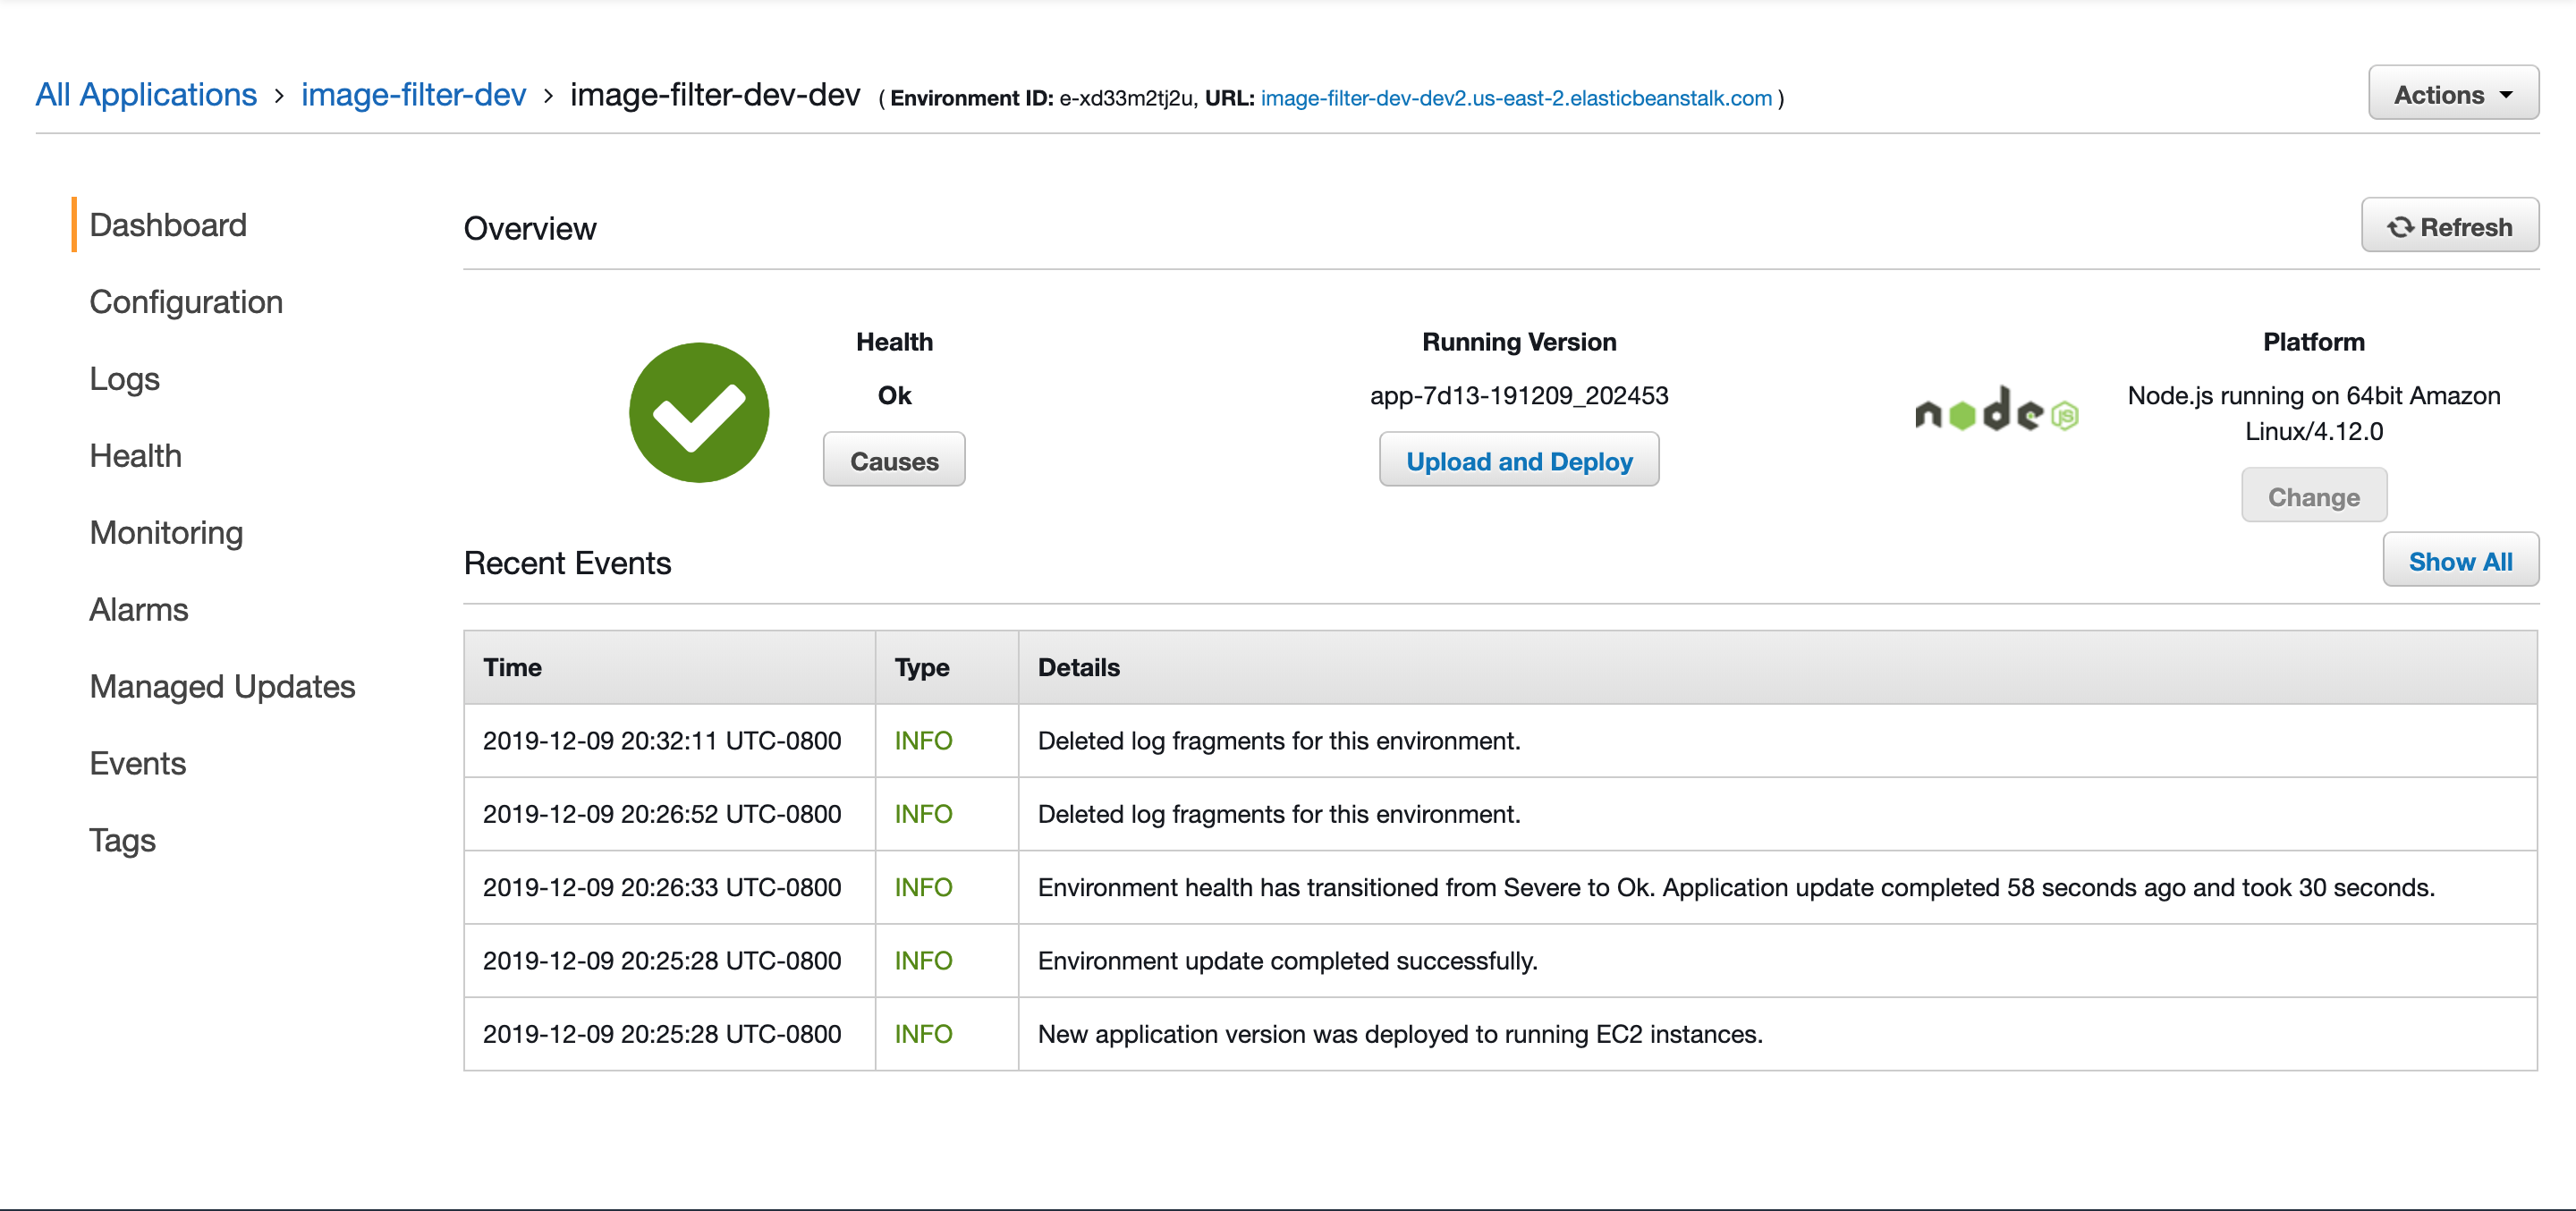 All Applications > image-filter-dev > image-filter-dev-dev ( Environment ID: e-xd33m2tj2u, URL: image-filter-dev-dev2.us-east-2.elasticbeanstalk.com )
Actions
Dashboard
Configuration
Logs
Health
Monitoring
Alarms
Managed Updates
Events
Tags
Overview
Refresh
Health
Ok
Causes
Running Version
app-7d13-191209_202453
Upload and Deploy
node JS
Platform
Node.js running on 64bit Amazon
Linux/4.12.0
Change
Recent Events
Show All
Time Type Details
2019-12-09 20:32:11 UTC-0800 INFO Deleted log fragments for this environment.
2019-12-09 20:26:52 UTC-0800 INFO Deleted log fragments for this environment.
2019-12-09 20:26:33 UTC-0800 INFO Environment health has transitioned from Severe to Ok. Application update completed 58 seconds ago and took 30 seconds.
2019-12-09 20:25:28 UTC-0800 INFO Environment update completed successfully.
2019-12-09 20:25:28 UTC-0800 INFO New application version was deployed to running EC2 instances.